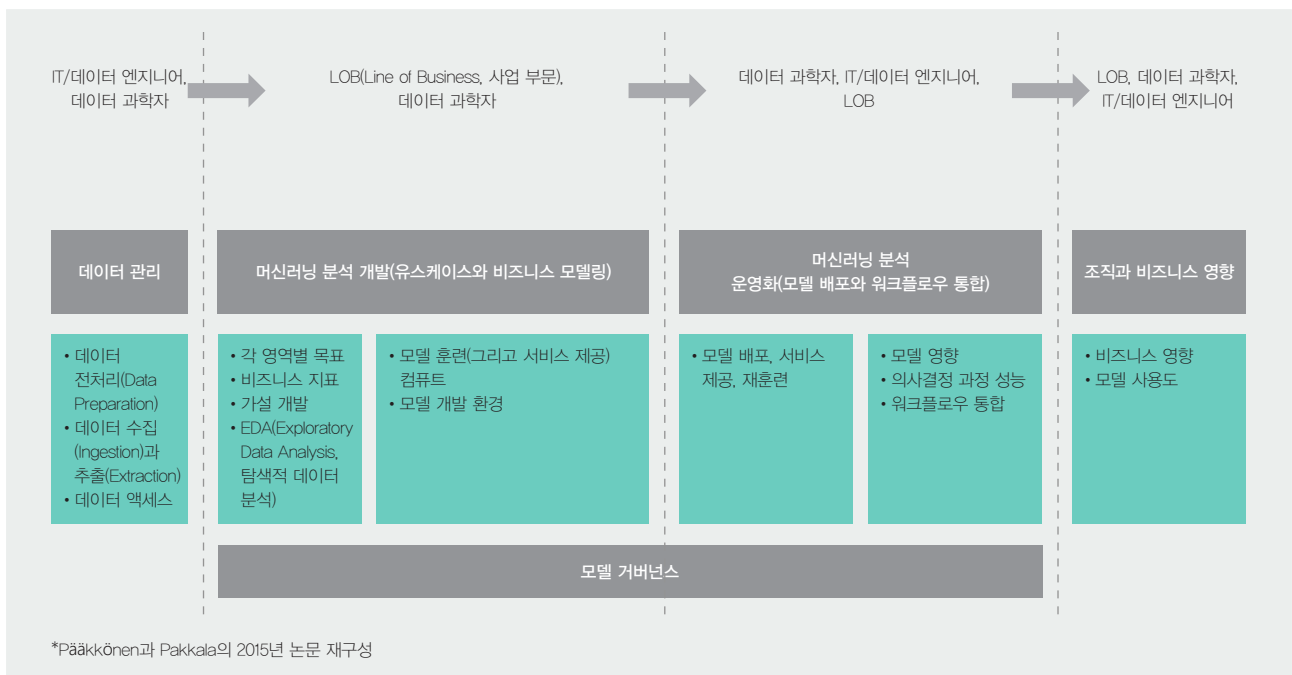 IT/데이터 엔지니어,
데이터 과학자
LOB(Line of Business, 사업 부문),
데이터 과학자
데이터 과학자, IT/데이터 엔지니어,
LOB
LOB, 데이터 과학자,
IT/데이터 엔지니어
데이터 관리
머신러닝 분석 개발(유스케이스와 비즈니스 모델링)
머신러닝 분석
운영화(모델 배포와 워크플로우 통합)
조직과 비즈니스 영향
• 데이터
전처리(Data
Preparation)
• 데이터 수집
(Ingestion)과
추출(Extraction)
• 데이터 액세스
• 각 영역별 목표
• 비즈니스 지표
• 가설 개발
• EDA(Exploratory
Data Analysis,
탐색적 데이터
분석)
• 모델 훈련(그리고 서비스 제공)
컴퓨트
• 모델 개발 환경
• 모델 배포, 서비스
제공, 재훈련
• 모델 영향
• 의사결정 과정 성능
• 워크플로우 통합
• 비즈니스 영향
• 모델 사용도
모델 거버넌스
*Pääkkönen과 Pakkala의 2015년 논문 재구성